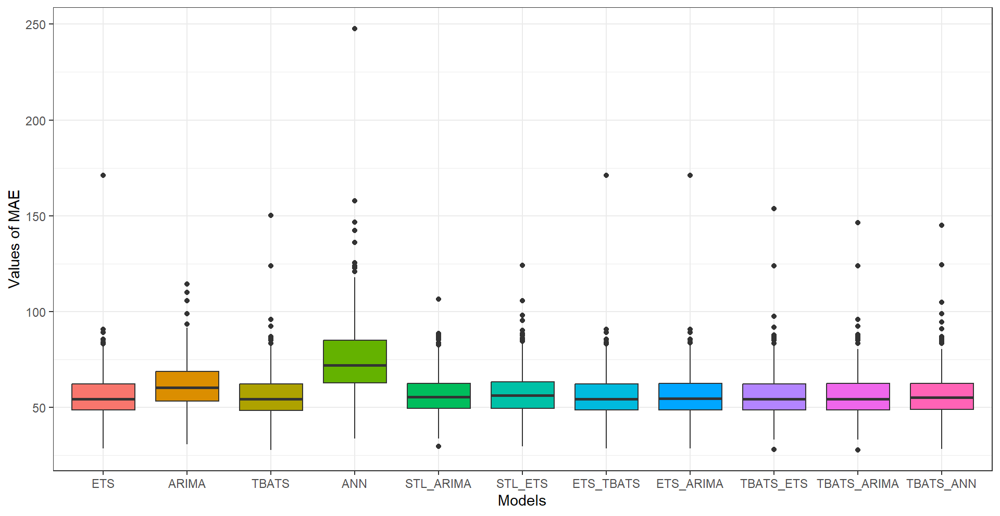 250
200
150
100
50
Values of MAE
ETS ARIMA TBATS ANN STL_ARIMA STL_ETS ETS_TBATS ETS_ARIMA TBATS_ETS TBATS_ARIMA TBATS_ANN
Models